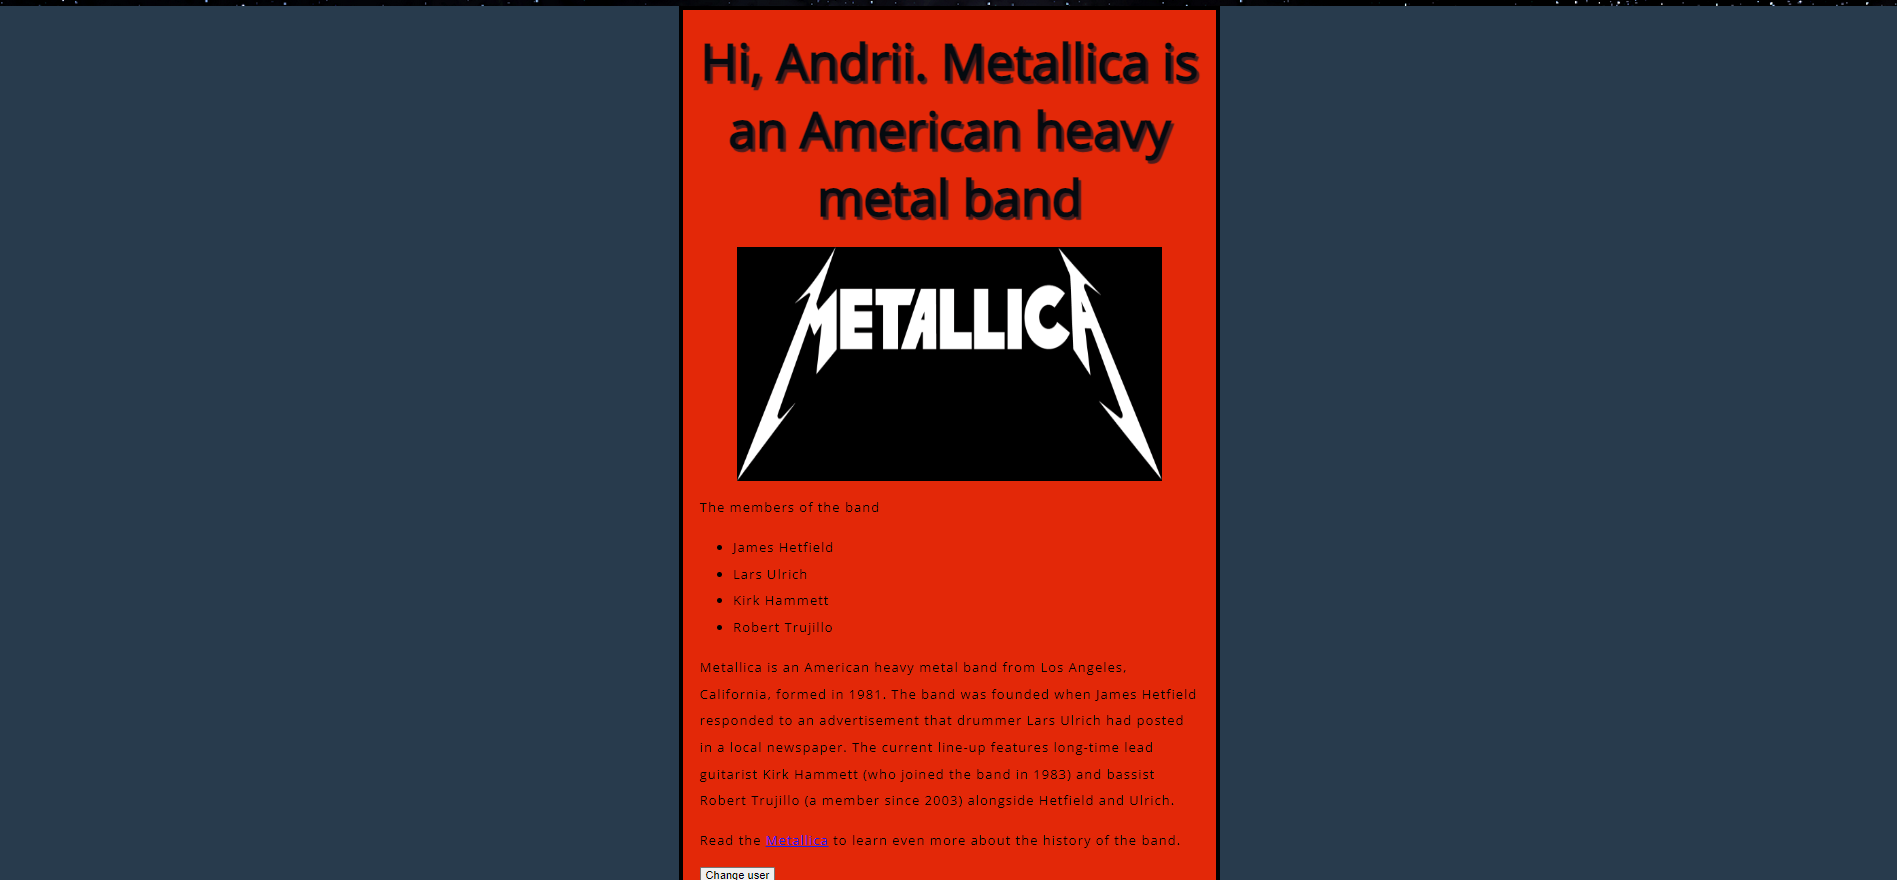 Hi, Andrii. Metallica is
an American heavy
metal band
METALLICA
The members of the band
James Hetfield
Lars Ulrich
Kirk Hammett
Robert Trujillo
Metallica is an American heavy metal band from Los Angeles,
California, formed in 1981. The band was founded when James Hetfield
responded to an advertisement that drummer Lars Ulrich had posted
in a local newspaper. The current line-up features long-time lead
guitarist Kirk Hammett (who joined the band in 1983) and bassist
Robert Trujillo (a member since 2003) alongside Hetfield and Ulrich.
Read the Metallica to learn even more about the history of the band.
Change user